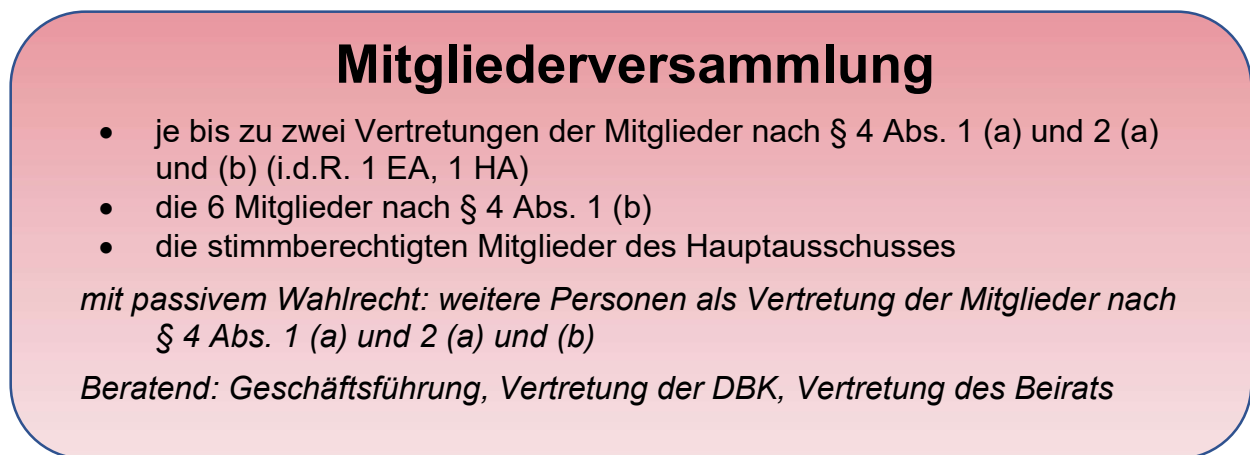 Mitgliederversammlung
• je bis zu zwei Vertretungen der Mitglieder nach § 4 Abs. 1 (a) und 2 (a)
und (b) (i.d.R. 1 EA, 1 HA)
• die 6 Mitglieder nach § 4 Abs. 1 (b)
• die stimmberechtigten Mitglieder des Hauptausschusses
mit passivem Wahlrecht: weitere Personen als Vertretung der Mitglieder nach
§ 4 Abs. 1 (a) und 2 (a) und (b)
Beratend: Geschäftsführung, Vertretung der DBK, Vertretung des Beirats